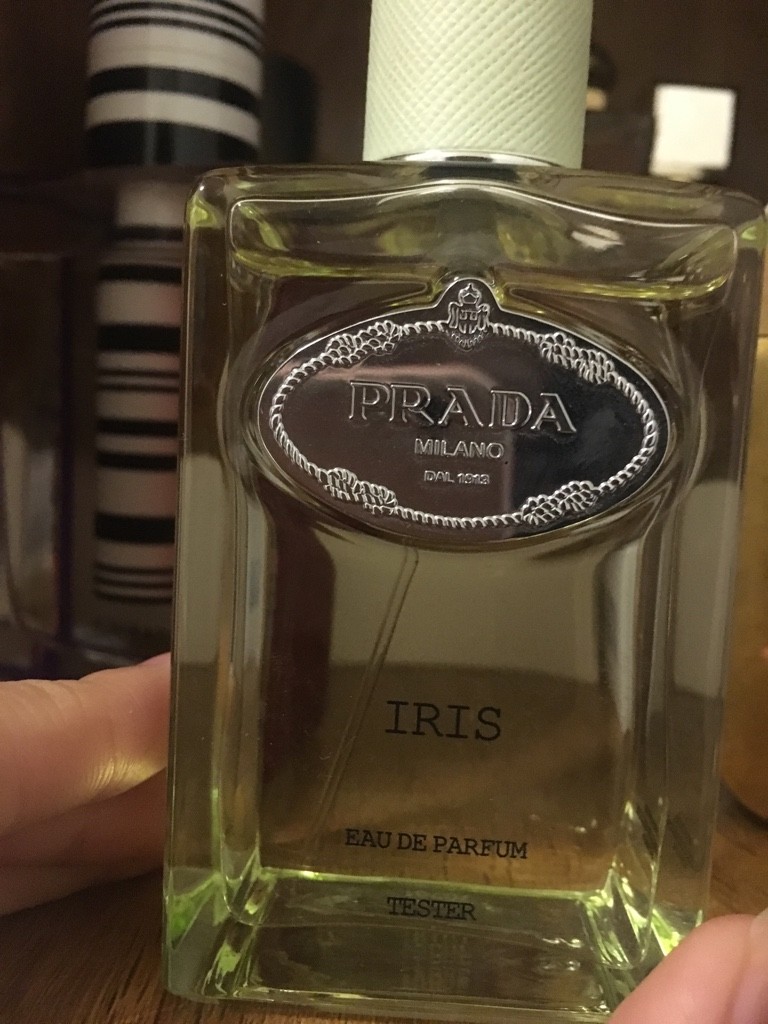 PRADA
MILANO
DAL 1913
IRIS
EAU DE PARFUM
TESTER